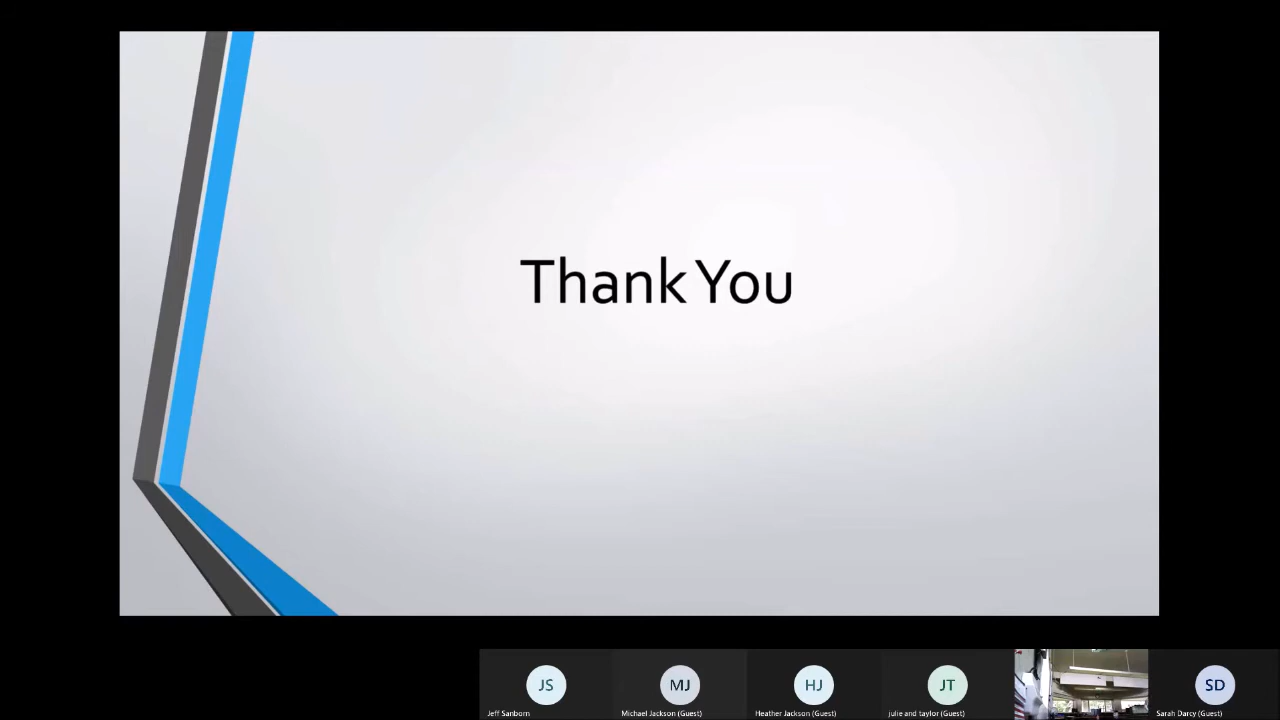 Thank You
JS
MJ
HJ
JT
SD
Jeff Sanborn
Michael Jackson (Guest)
Heather Jackson (Guest)
julie and taylor (Guest)
Sarah Darcy (Guest)